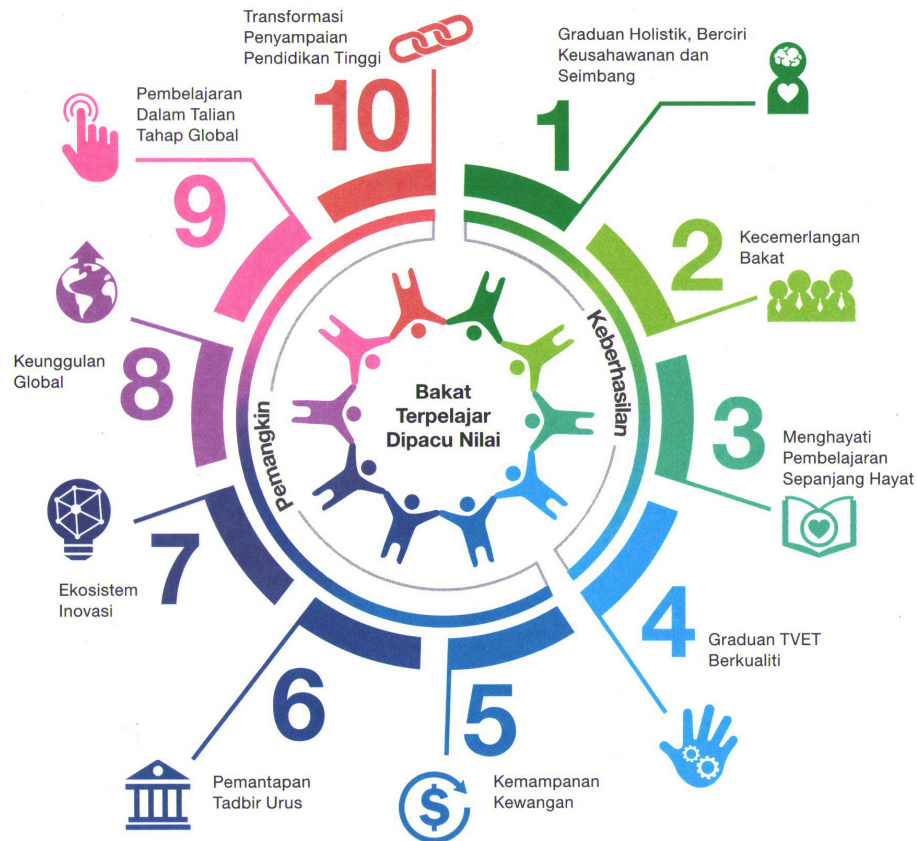 1
Graduan Holistik, Berciri
Keusahawanan dan
Seimbang
2
Kecemerlangan
Bakat
3
Menghayati
Pembelajaran
Sepanjang Hayat
4
Graduan TVET
Berkualiti
5
Kemampanan
Kewangan
6
Pemantapan
Tadbir Urus
7
Ekosistem
Inovasi
8
Keunggulan
Global
9
Pembelajaran
Dalam Talian
Tahap Global
10
Transformasi
Penyampaian
Pendidikan Tinggi
Keberhasilan
Pemangkin
Bakat
Terpelajar
Dipacu Nilai
$